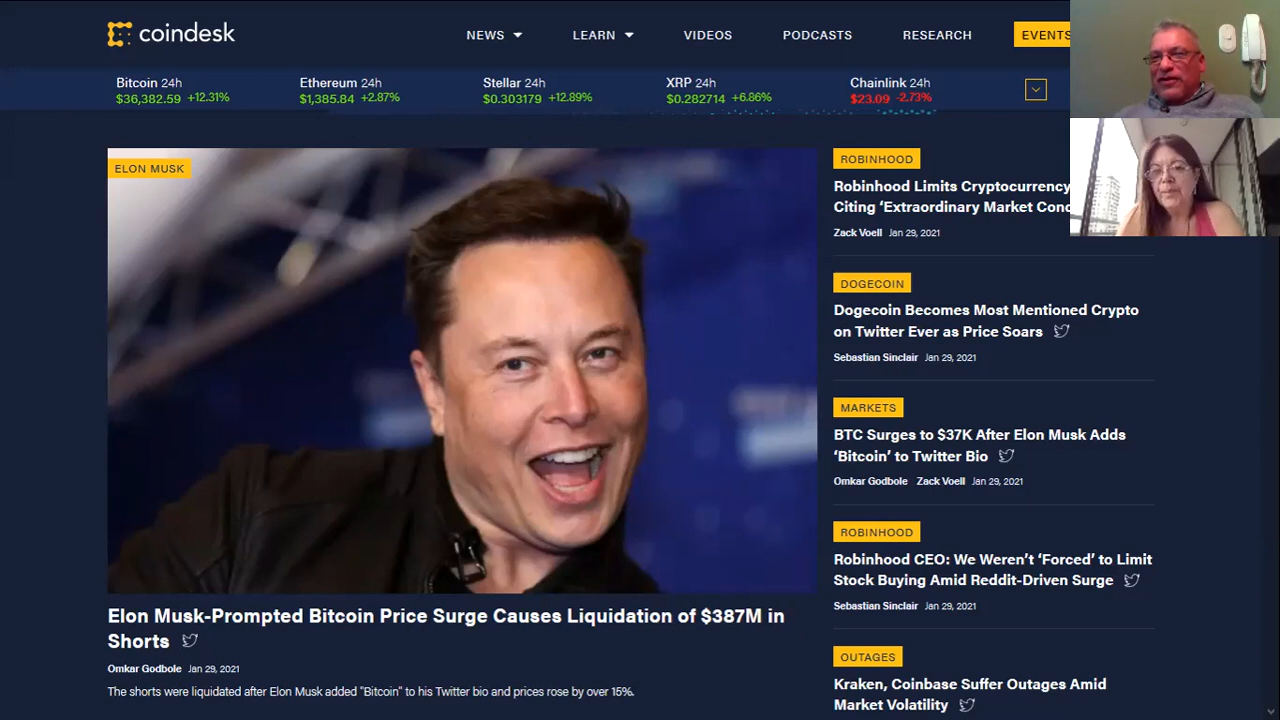 coindesk
NEWS
LEARN
VIDEOS
PODCASTS
RESEARCH
EVENTS
Bitcoin 24h
$36,382.59 +12.31%
Ethereum 24h
$1,385.84 +2.87%
Stellar 24h
$0.303179 +12.89%
XRP 24h
$0.282714 +6.86%
Chainlink 24h
$23.09 -2.73%
ELON MUSK
Elon Musk-Prompted Bitcoin Price Surge Causes Liquidation of $387M in
Shorts
Omkar Godbole Jan 29, 2021
The shorts were liquidated after Elon Musk added "Bitcoin" to his Twitter bio and prices rose by over 15%.
ROBINHOOD
Robinhood Limits Cryptocurrency
Citing ‘Extraordinary Market
Zack Voell Jan 29, 2021
DOGECOIN
Dogecoin Becomes Most Mentioned Crypto
on Twitter Ever as Price Soars
Sebastian Sinclair Jan 29, 2021
MARKETS
BTC Surges to $37K After Elon Musk Adds
‘Bitcoin’ to Twitter Bio
Omkar Godbole Zack Voell Jan 29, 2021
ROBINHOOD
Robinhood CEO: We Weren’t ‘Forced’ to Limit
Stock Buying Amid Reddit-Driven Surge
Sebastian Sinclair Jan 29, 2021
OUTAGES
Kraken, Coinbase Suffer Outages Amid
Market Volatility